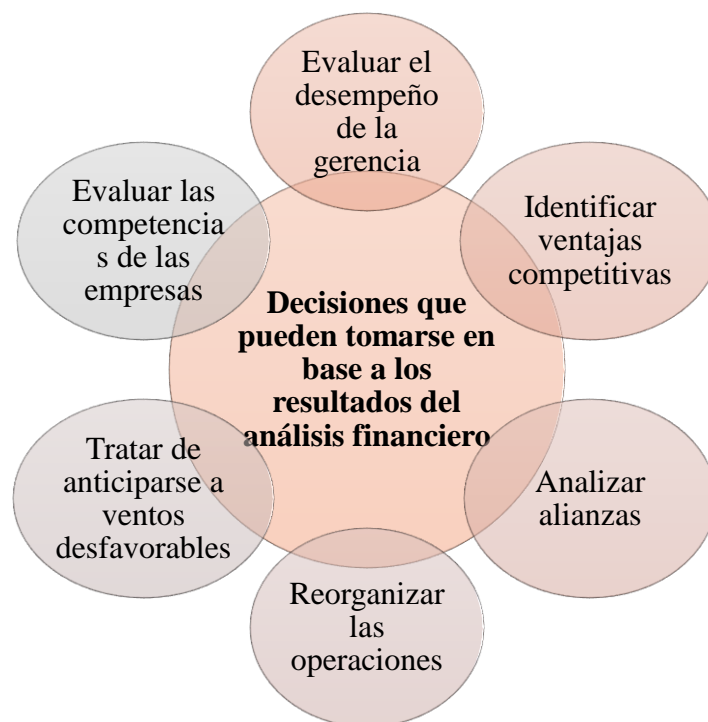 Evaluar el
desempeño
de la
gerencia
Identificar
ventajas
competitivas
Analizar
alianzas
Reorganizar
las
operaciones
Tratar de
anticiparse a
ventos
desfavorables
Evaluar las
competencia
s de las
empresas
Decisiones que
pueden tomarse en
base a los
resultados del
análisis financiero